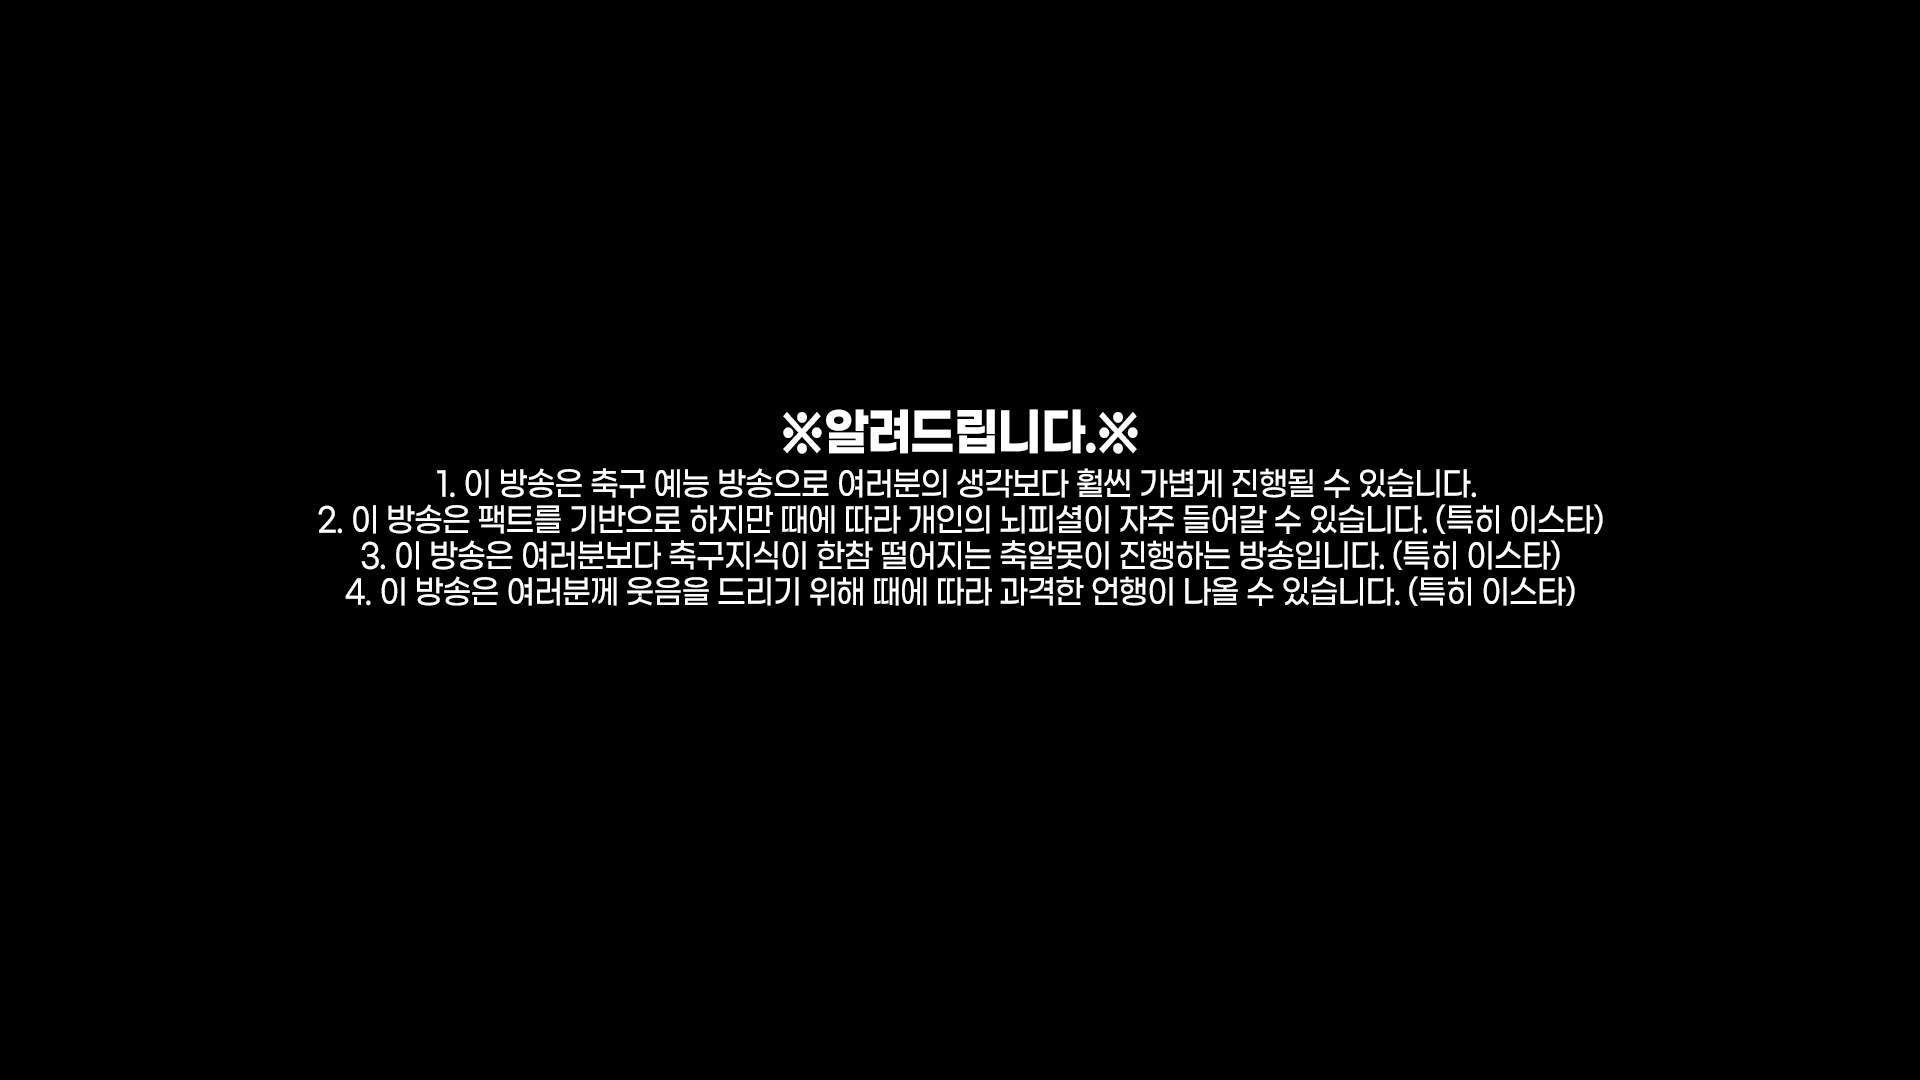 ※알려드립니다.※
1. 이 방송은 축구 예능 방송으로 여러분의 생각보다 훨씬 가볍게 진행될 수 있습니다.
2. 이 방송은 팩트를 기반으로 하지만 때에 따라 개인의 뇌피셜이 자주 들어갈 수 있습니다. (특히 이스타)
3. 이 방송은 여러분보다 축구지식이 한참 떨어지는 축알못이 진행하는 방송입니다. (특히 이스타)
4. 이 방송은 여러분께 웃음을 드리기 위해 때에 따라 과격한 언행이 나올 수 있습니다. (특히 이스타)